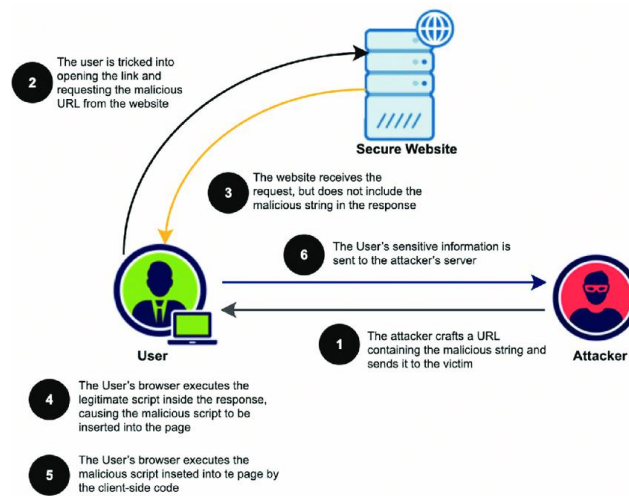 2
The user is tricked into
opening the link and
requesting the malicious
URL from the website
Secure Website
3
The website receives the
request, but does not include the
malicious string in the response
6
The User's sensitive information is
sent to the attacker's server
User
1
The attacker crafts a URL
containing the malicious string and
sends it to the victim
Attacker
4
The User's browser executes the
legitimate script inside the response,
causing the malicious script to be
inserted into the page
5
The User's browser executes the
malicious script inseted into te page by
the client-side code